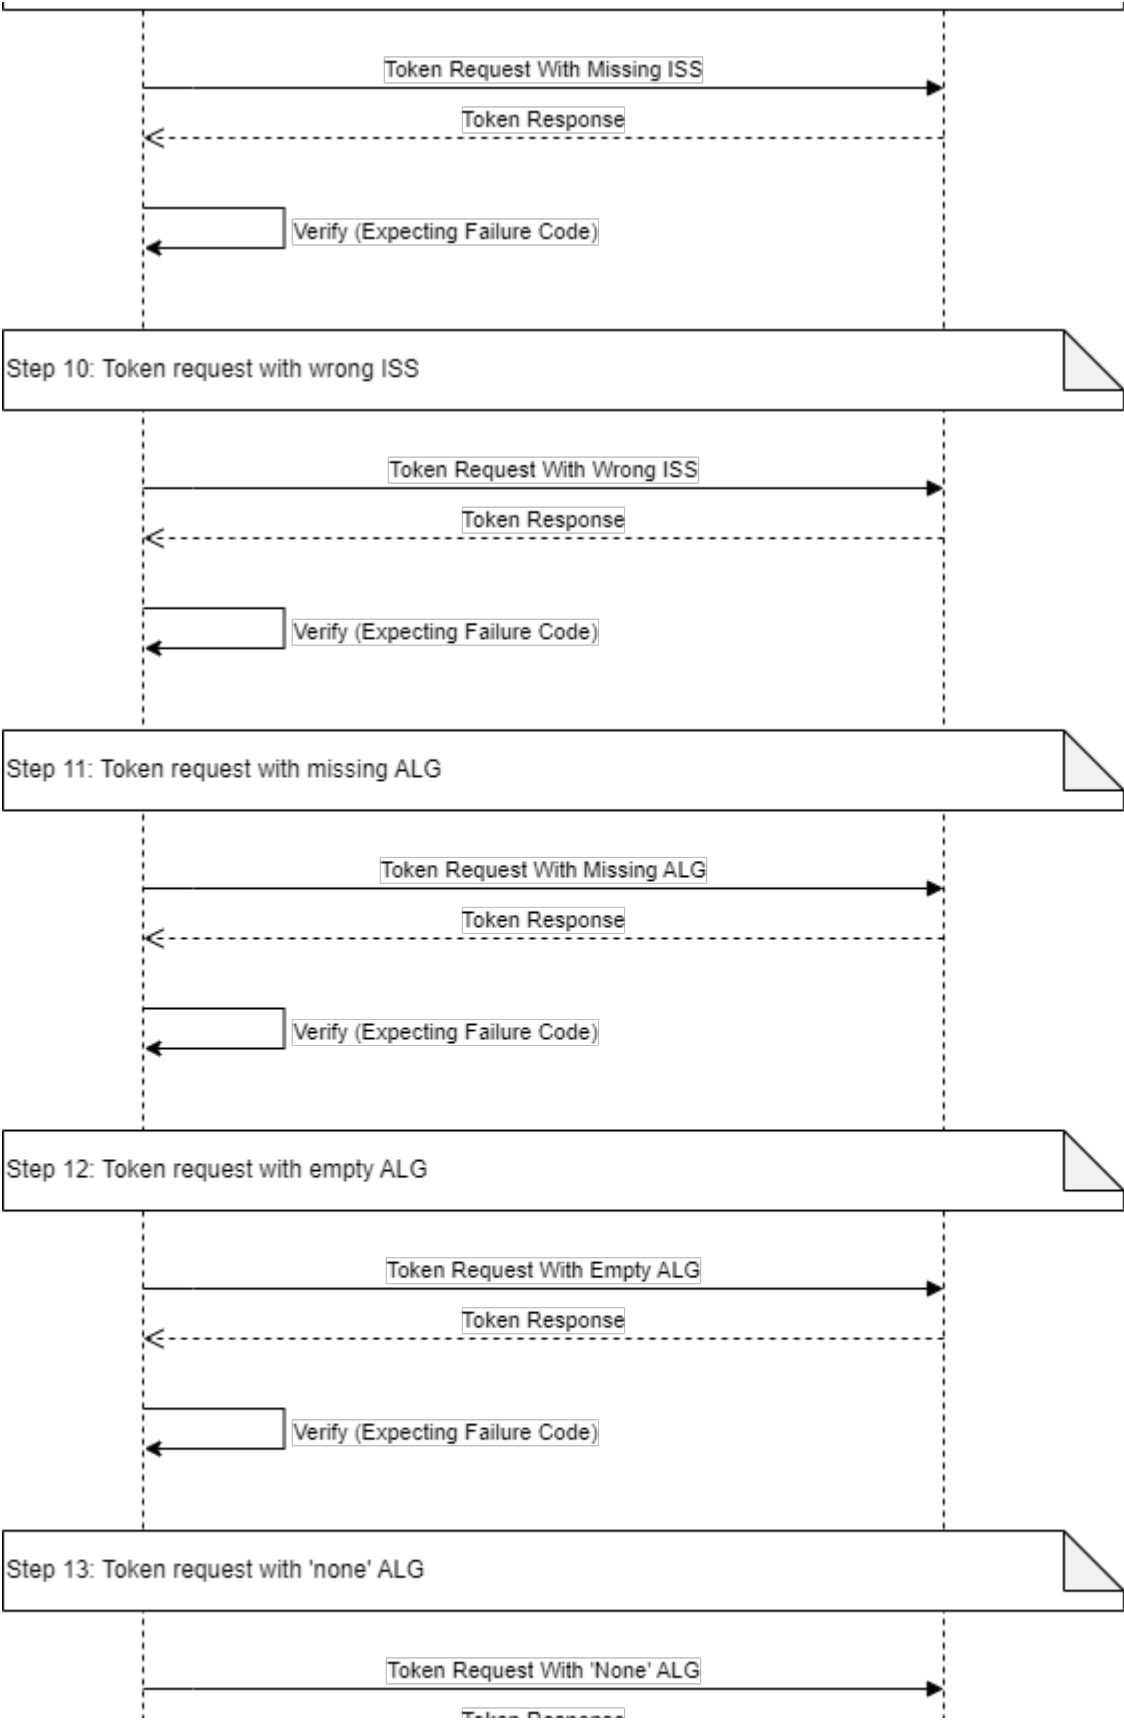 Token Request With Missing ISS
Token Response
Verify (Expecting Failure Code)
Step 10: Token request with wrong ISS
Token Request With Wrong ISS
Token Response
Verify (Expecting Failure Code)
Step 11: Token request with missing ALG
Token Request With Missing ALG
Token Response
Verify (Expecting Failure Code)
Step 12: Token request with empty ALG
Token Request With Empty ALG
Token Response
Verify (Expecting Failure Code)
Step 13: Token request with 'none' ALG
Token Request With 'None' ALG
Token Response